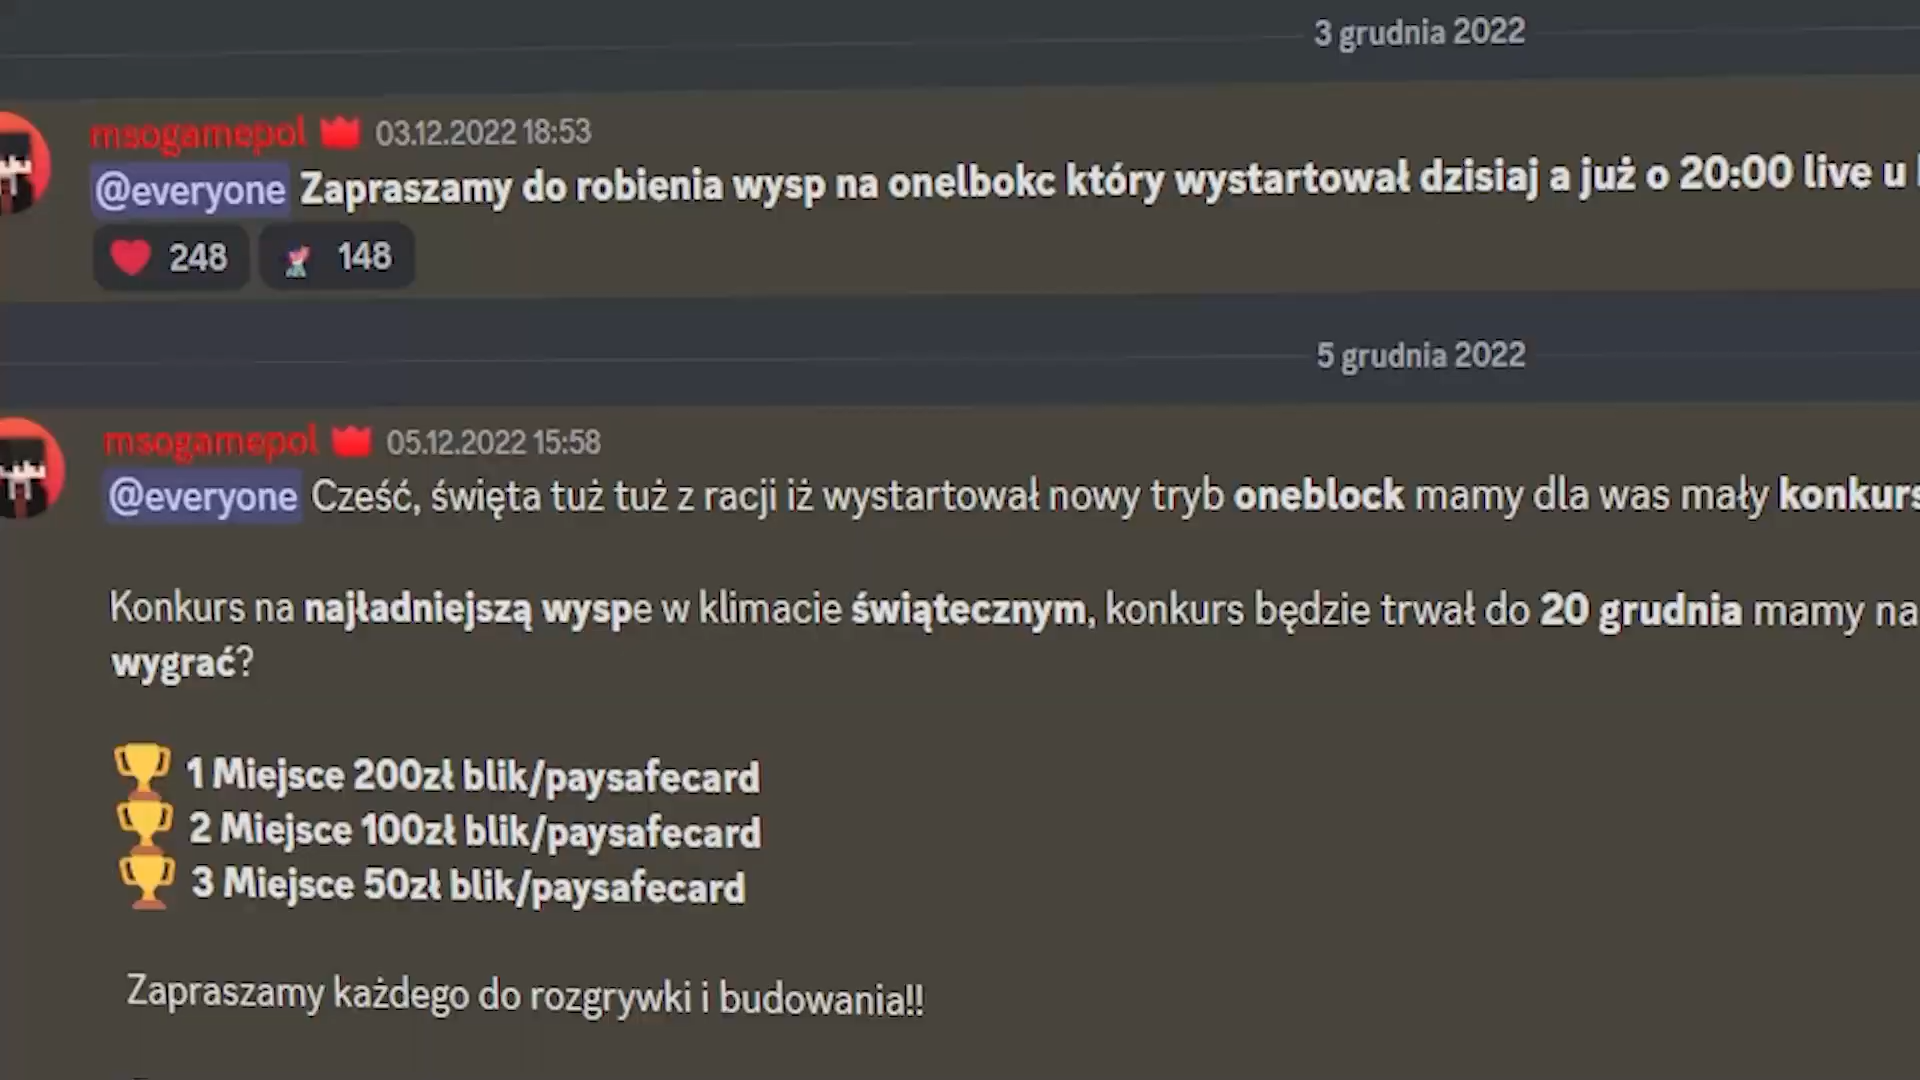 3 grudnia 2022
msogamepol 03.12.2022 18:53
@everyone Zapraszamy do robienia wysp na onelbokc który wystartował dzisiaj a już o 20:00 live u
248 148
5 grudnia 2022
msogamepol 05.12.2022 15:58
@everyone Cześć, święta tuż tuż z racji iż wystartował nowy tryb oneblock mamy dla was mały konkurs
Konkurs na najładniejszą wyspe w klimacie świątecznym, konkurs będzie trwał do 20 grudnia mamy na
wygrać?
1 Miejsce 200zł blik/paysafecard
2 Miejsce 100zł blik/paysafecard
3 Miejsce 50zł blik/paysafecard
Zapraszamy każdego do rozgrywki i budowania!!